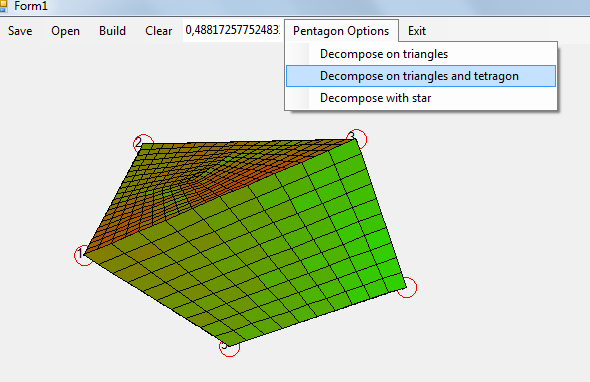 Form1
Save Open Build Clear 0,48817257752483 Pentagon Options Exit
Decompose on triangles
Decompose on triangles and tetragon
Decompose with star
2
3
1
5